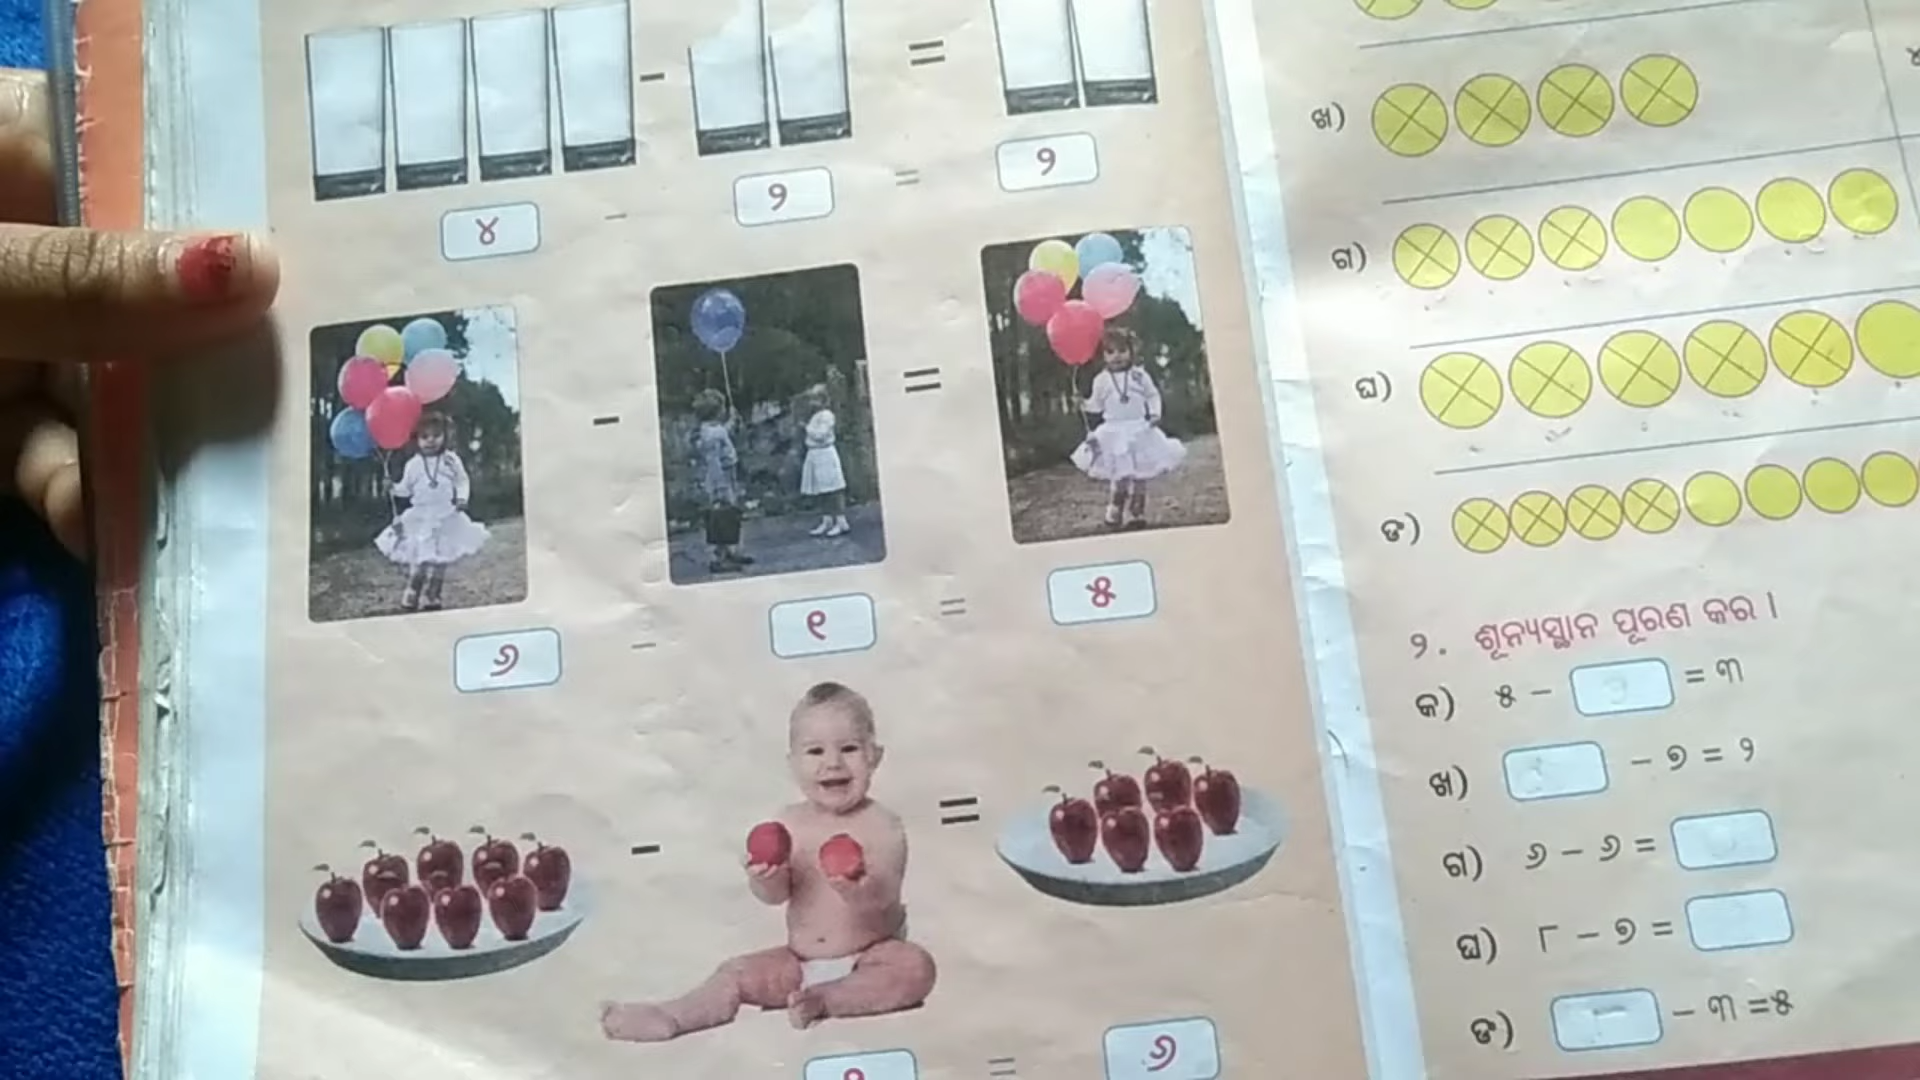 ୪ - ୨ = ୨
୬ - ୧ = ୫
= ୬
ଖ)
ଗ)
ଘ)
ଙ)
୨. ଶୂନ୍ୟସ୍ଥାନ ପୂରଣ କର ।
କ) ୫ - = ୩
ଖ) - ୭ = ୨
ଗ) ୬ - ୬ =
ଘ) ୮ - ୭ =
ଙ) - ୩ = ୫